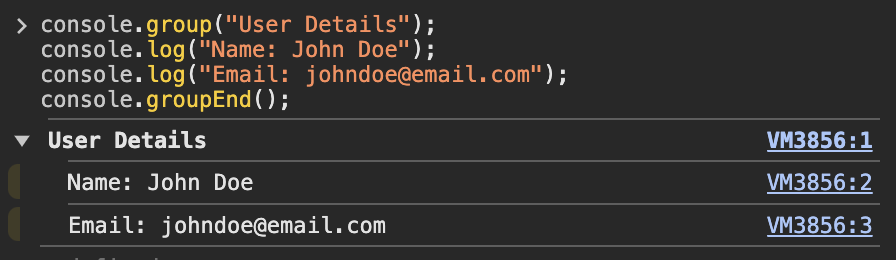 > console.group("User Details");
console.log("Name: John Doe");
console.log("Email: johndoe@email.com");
console.groupEnd();
▼ User Details VM3856:1
Name: John Doe VM3856:2
Email: johndoe@email.com VM3856:3